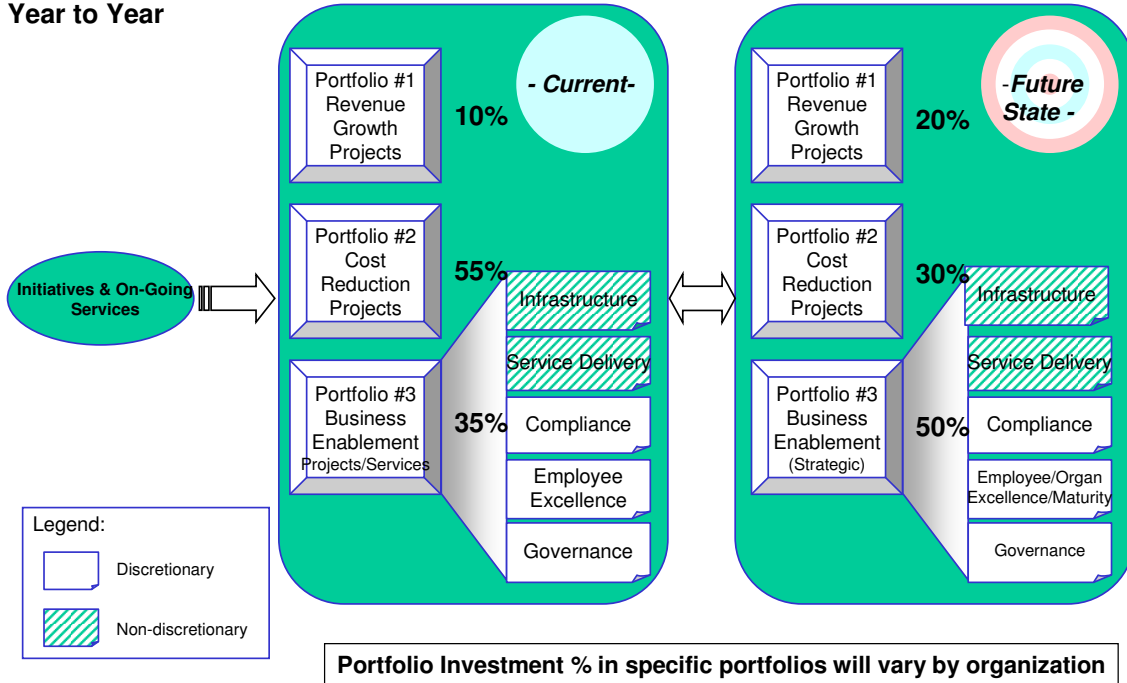 Year to Year
Initiatives & On-Going
Services
- Current-
Portfolio #1
Revenue
Growth
Projects
10%
Portfolio #2
Cost
Reduction
Projects
55%
Portfolio #3
Business
Enablement
Projects/Services
35%
Infrastructure
Service Delivery
Compliance
Employee
Excellence
Governance
-Future
State -
Portfolio #1
Revenue
Growth
Projects
20%
Portfolio #2
Cost
Reduction
Projects
30%
Portfolio #3
Business
Enablement
(Strategic)
50%
Infrastructure
Service Delivery
Compliance
Employee/Organ
Excellence/Maturity
Governance
Legend:
Discretionary
Non-discretionary
Portfolio Investment % in specific portfolios will vary by organization